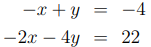 −x + y = −4
−2x − 4y = 22